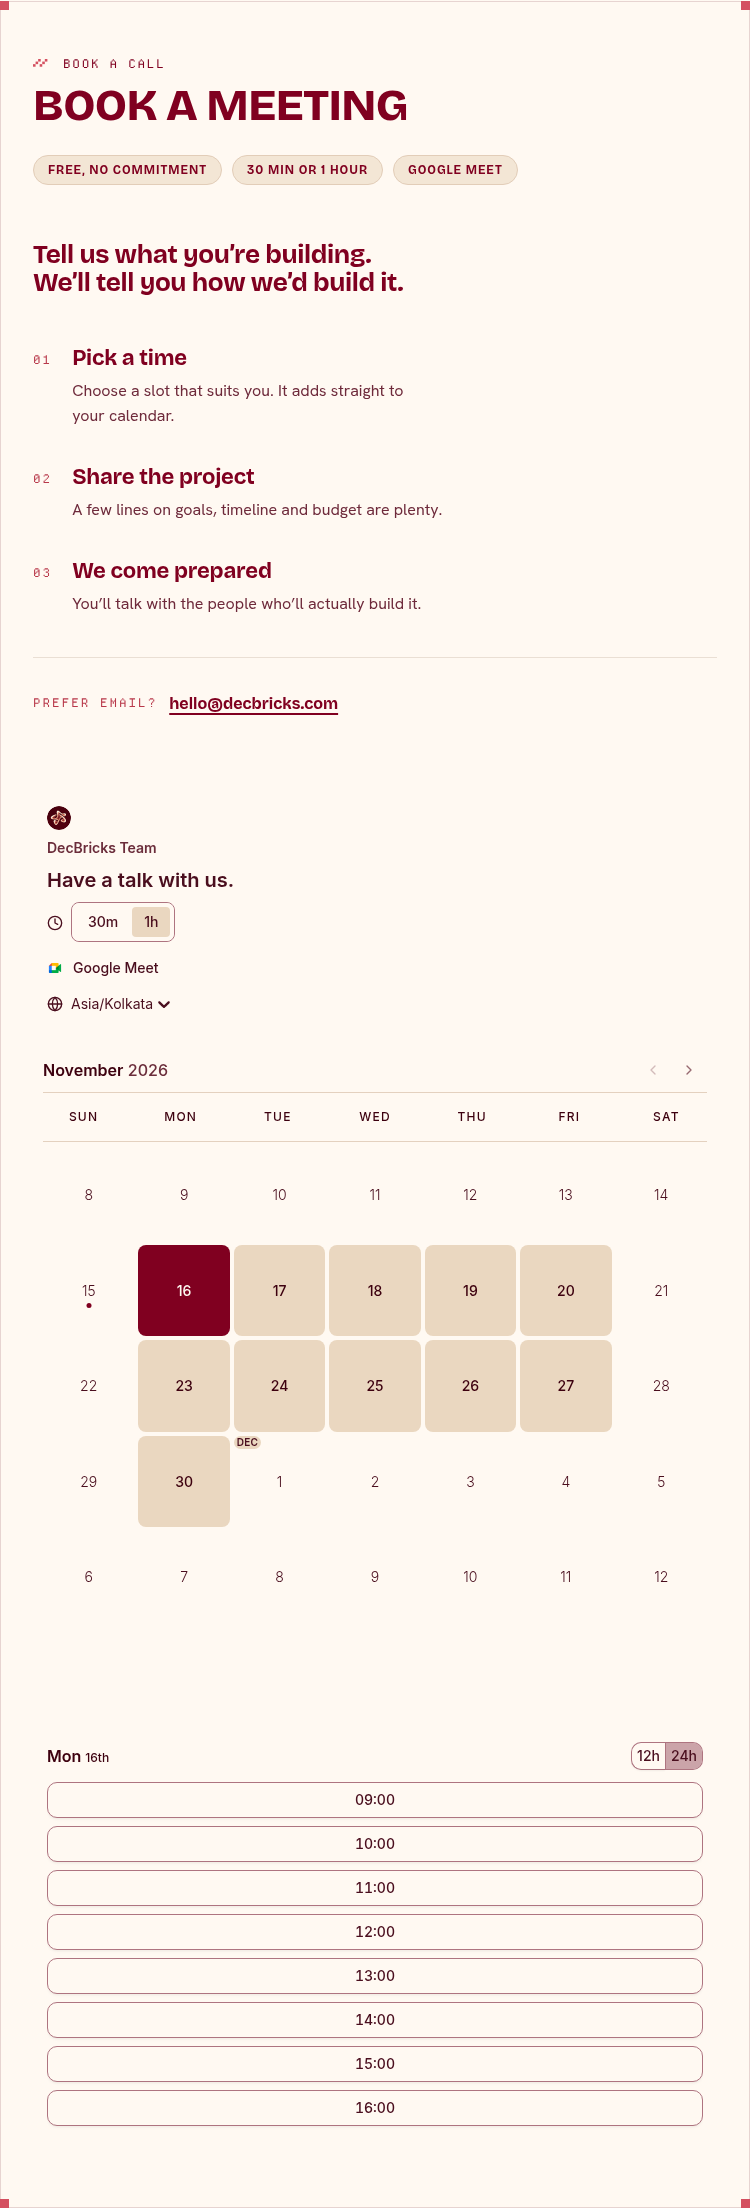 BOOK A CALL
BOOK A MEETING
FREE, NO COMMITMENT 30 MIN OR 1 HOUR GOOGLE MEET
Tell us what you’re building.
We’ll tell you how we’d build it.
01 Pick a time
Choose a slot that suits you. It adds straight to
your calendar.
02 Share the project
A few lines on goals, timeline and budget are plenty.
03 We come prepared
You’ll talk with the people who’ll actually build it.
PREFER EMAIL? hello@decbricks.com
DecBricks Team
Have a talk with us.
30m 1h
Google Meet
Asia/Kolkata
November 2026
SUN MON TUE WED THU FRI SAT
8 9 10 11 12 13 14
15 16 17 18 19 20 21
22 23 24 25 26 27 28
DEC
29 30 1 2 3 4 5
6 7 8 9 10 11 12
Mon 16th 12h 24h
09:00
10:00
11:00
12:00
13:00
14:00
15:00
16:00